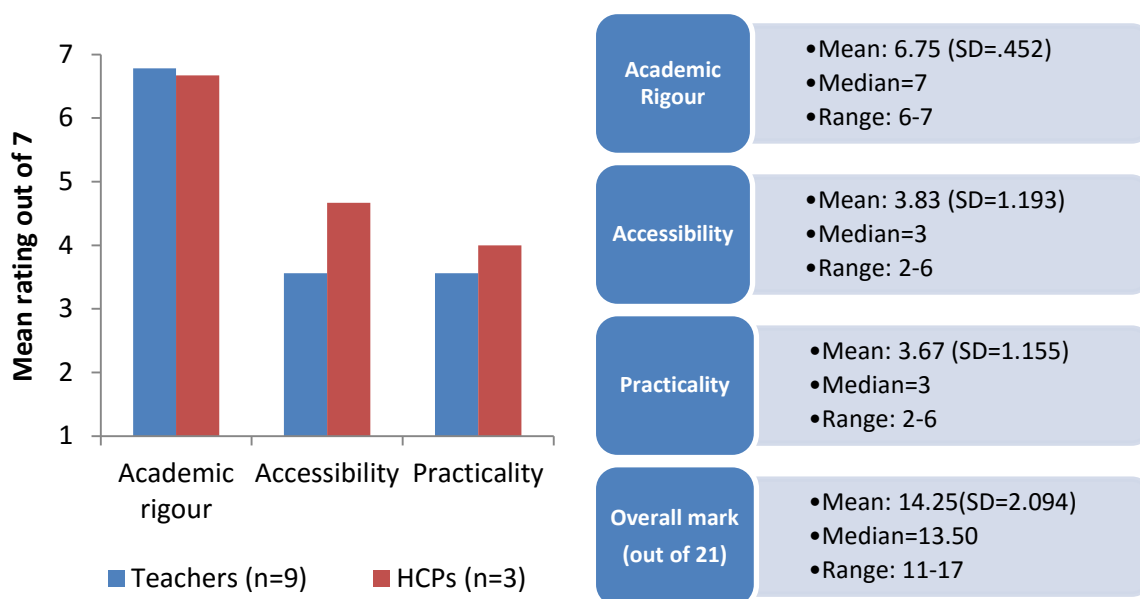 Mean rating out of 7
7
6
5
4
3
2
1
Academic
rigour
Accessibility
Practicality
Teachers (n=9)
HCPs (n=3)
Academic
Rigour
•Mean: 6.75 (SD=.452)
•Median=7
•Range: 6-7
Accessibility
•Mean: 3.83 (SD=1.193)
•Median=3
•Range: 2-6
Practicality
•Mean: 3.67 (SD=1.155)
•Median=3
•Range: 2-6
Overall mark
(out of 21)
•Mean: 14.25(SD=2.094)
•Median=13.50
•Range: 11-17